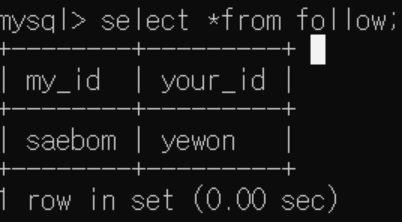 mysql> select *from follow;
+--------+---------+
| my_id  | your_id |
+--------+---------+
| saebom | yewon   |
+--------+---------+
1 row in set (0.00 sec)